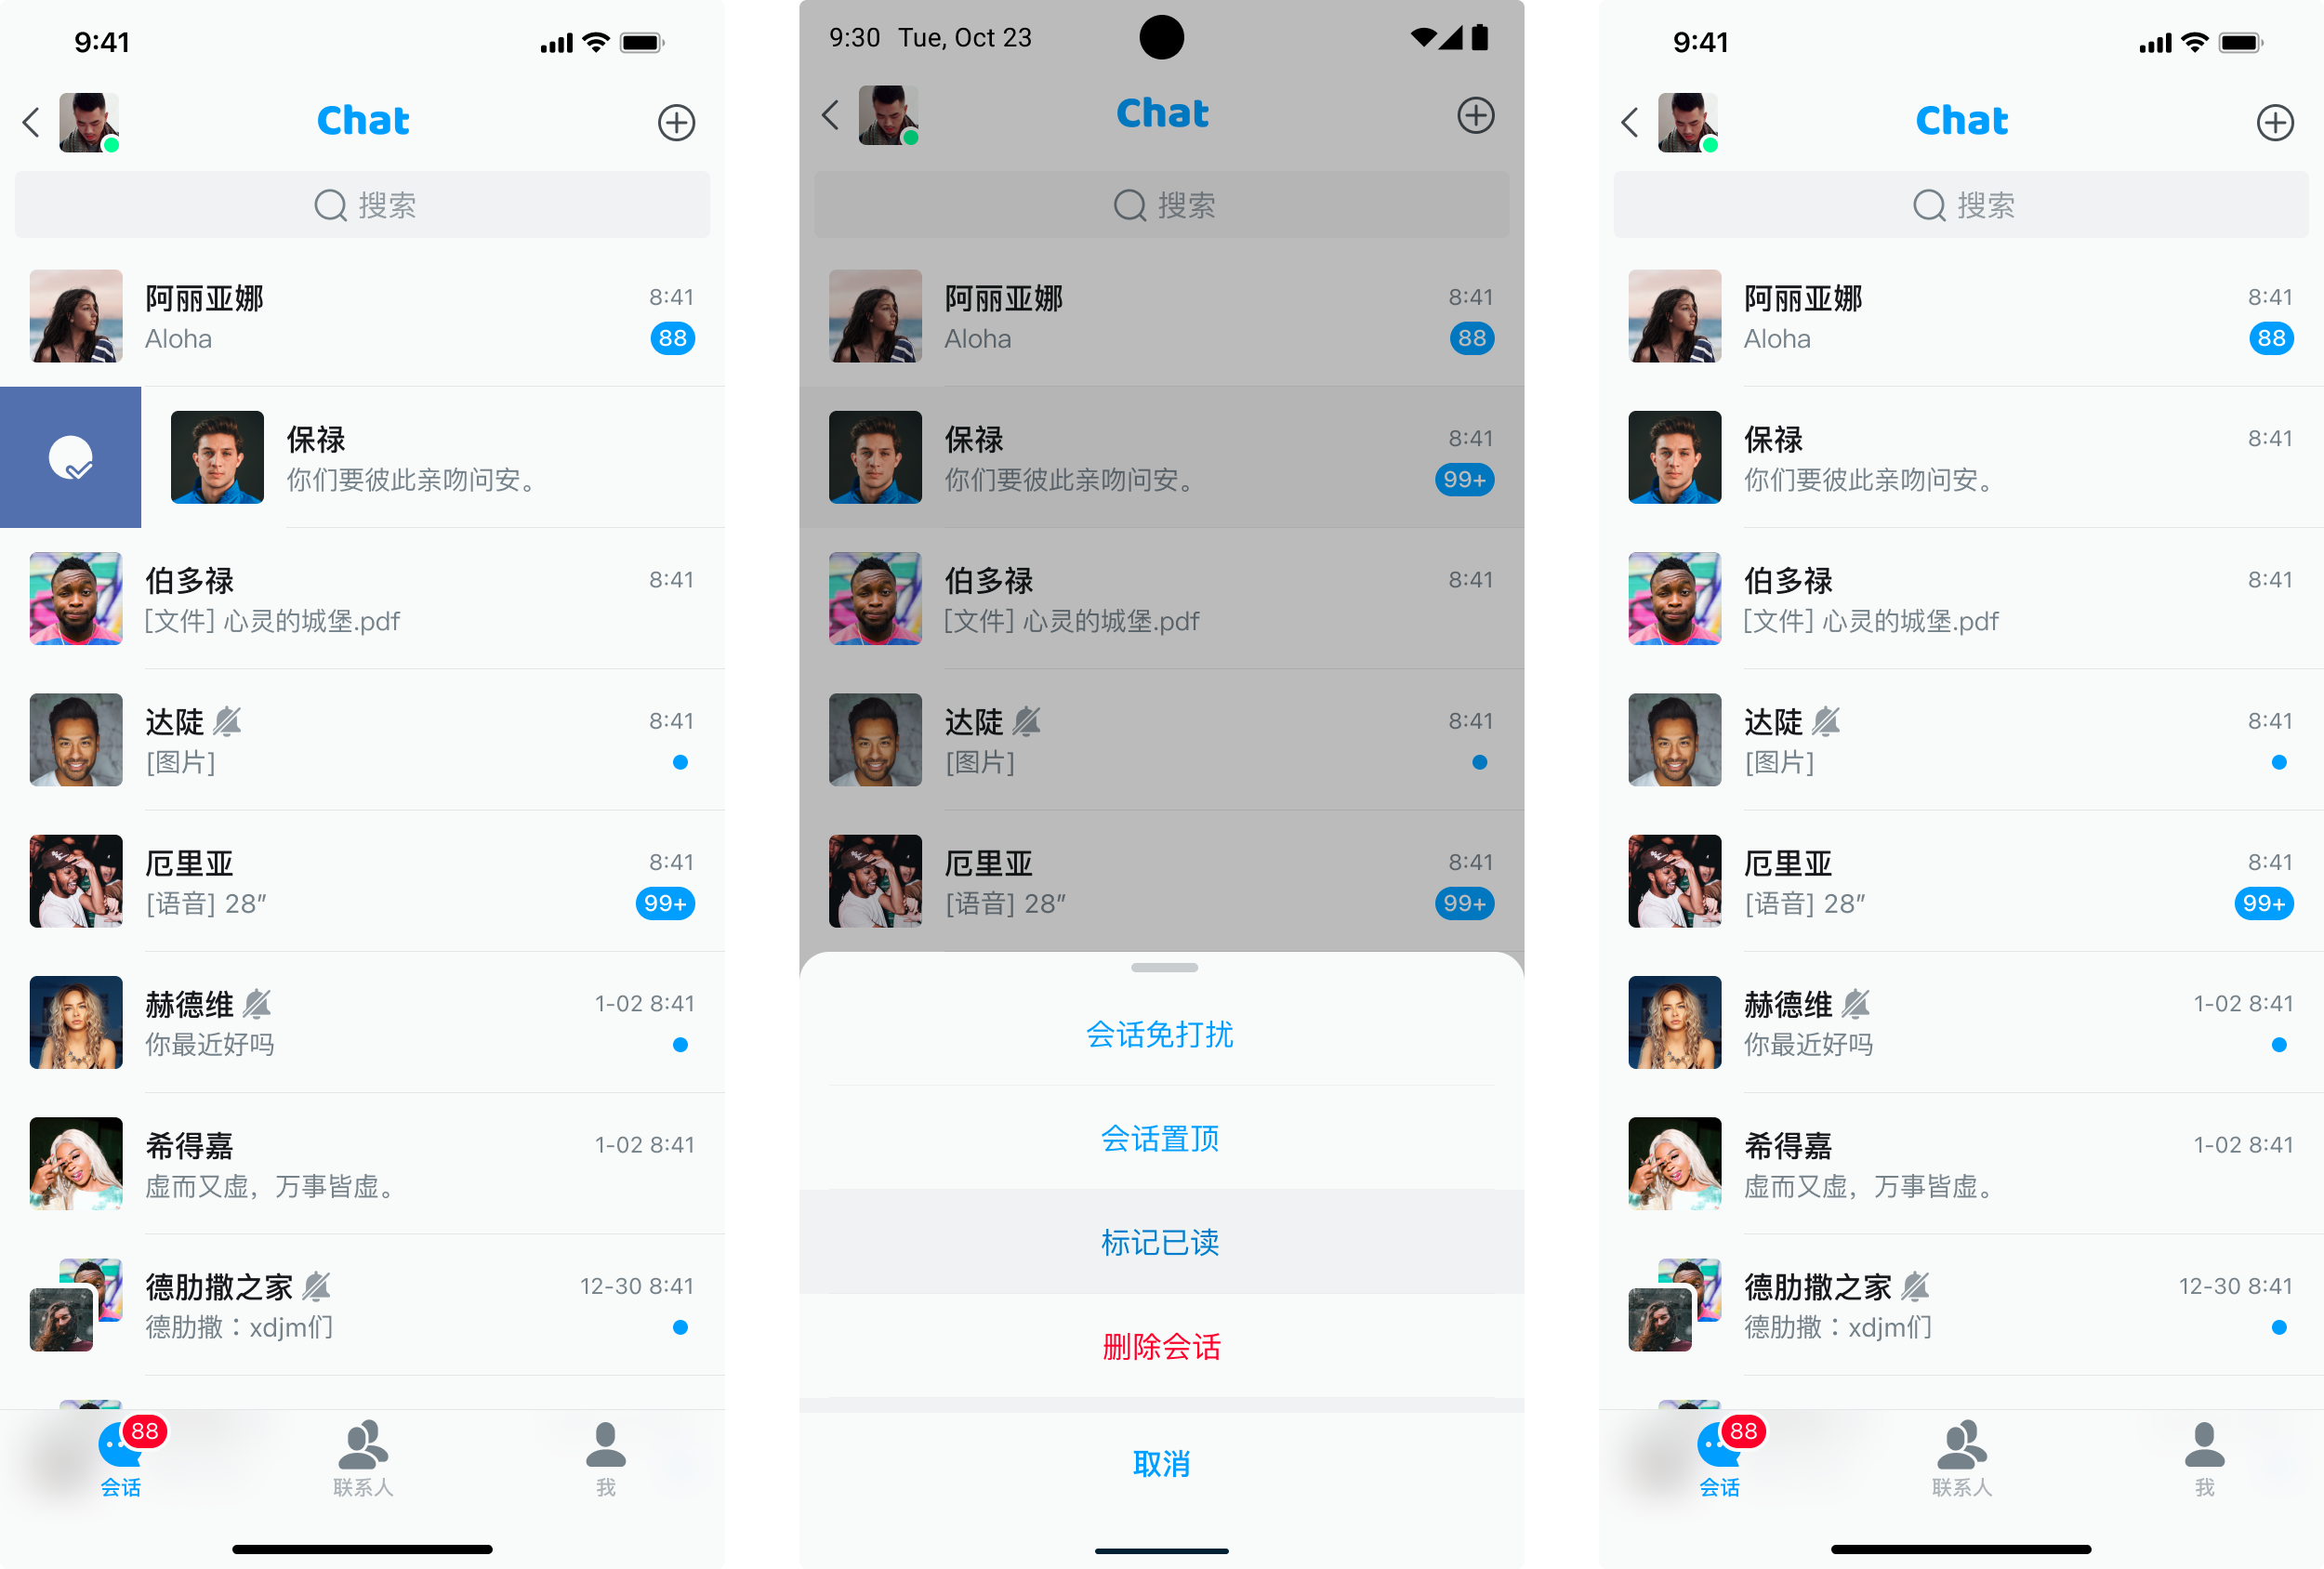 9:41
Chat
搜索
阿丽亚娜
8:41
Aloha
88
保禄
你们要彼此亲吻问安。
伯多禄
8:41
[文件] 心灵的城堡.pdf
达陡
8:41
[图片]
厄里亚
8:41
[语音] 28”
99+
赫德维
1-02 8:41
你最近好吗
希得嘉
1-02 8:41
虚而又虚，万事皆虚。
德肋撒之家
12-30 8:41
德肋撒：xdjm们
88
会话
联系人
我
9:30 Tue, Oct 23
Chat
搜索
阿丽亚娜
8:41
Aloha
88
保禄
8:41
你们要彼此亲吻问安。
99+
伯多禄
8:41
[文件] 心灵的城堡.pdf
达陡
8:41
[图片]
厄里亚
8:41
[语音] 28”
99+
会话免打扰
会话置顶
标记已读
删除会话
取消
9:41
Chat
搜索
阿丽亚娜
8:41
Aloha
88
保禄
8:41
你们要彼此亲吻问安。
伯多禄
8:41
[文件] 心灵的城堡.pdf
达陡
8:41
[图片]
厄里亚
8:41
[语音] 28”
99+
赫德维
1-02 8:41
你最近好吗
希得嘉
1-02 8:41
虚而又虚，万事皆虚。
德肋撒之家
12-30 8:41
德肋撒：xdjm们
88
会话
联系人
我